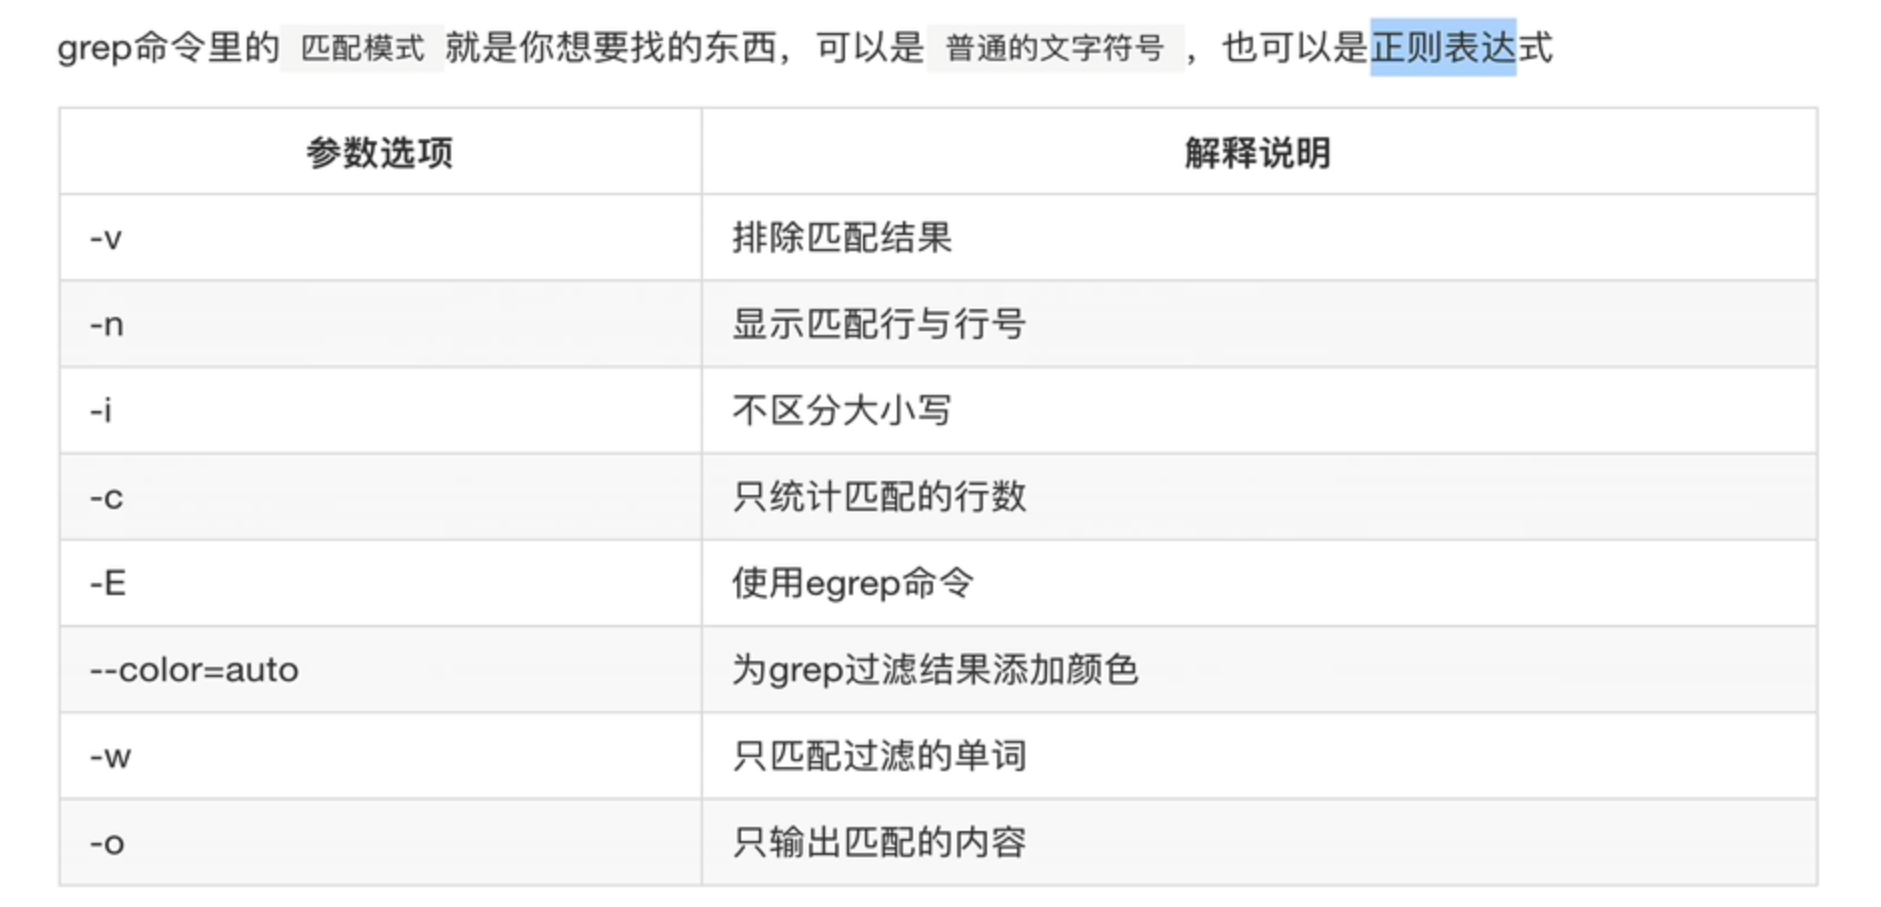 grep命令里的 匹配模式 就是你想要找的东西，可以是 普通的文字符号 ，也可以是正则表达式
参数选项 解释说明
-v 排除匹配结果
-n 显示匹配行与行号
-i 不区分大小写
-c 只统计匹配的行数
-E 使用egrep命令
--color=auto 为grep过滤结果添加颜色
-w 只匹配过滤的单词
-o 只输出匹配的内容